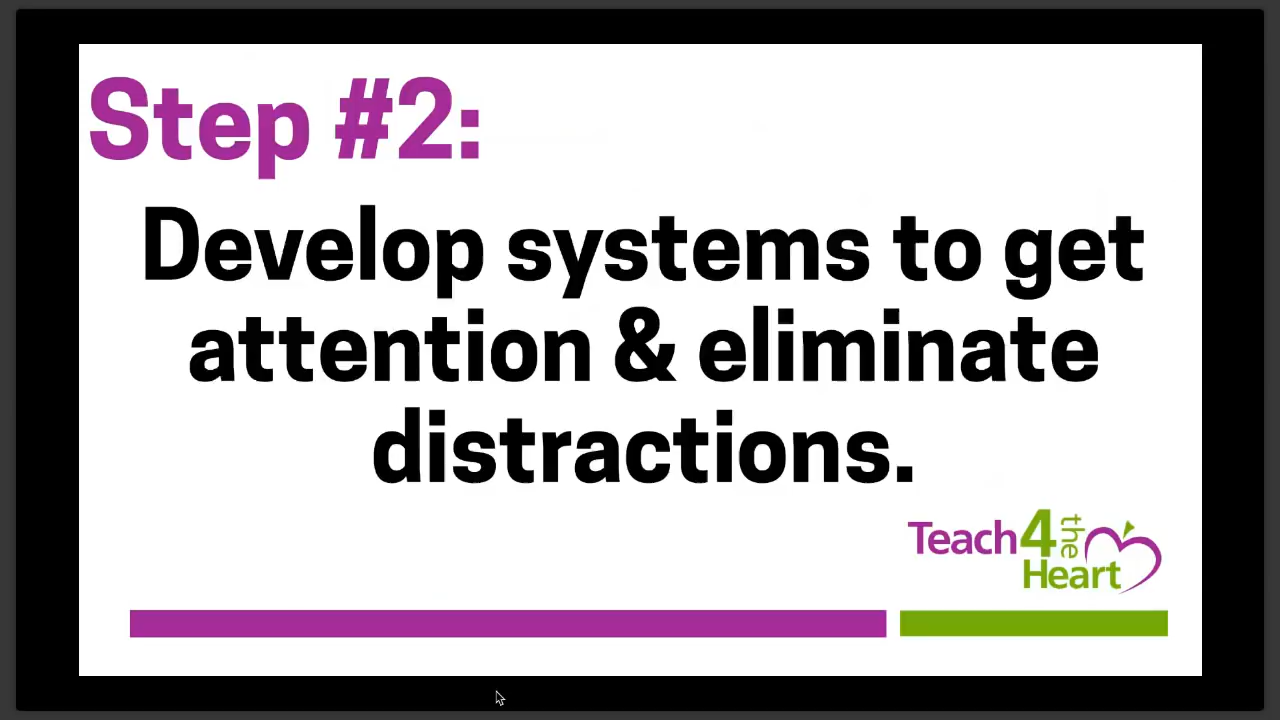 Step #2:
Develop systems to get
attention & eliminate
distractions.
Teach4the
Heart